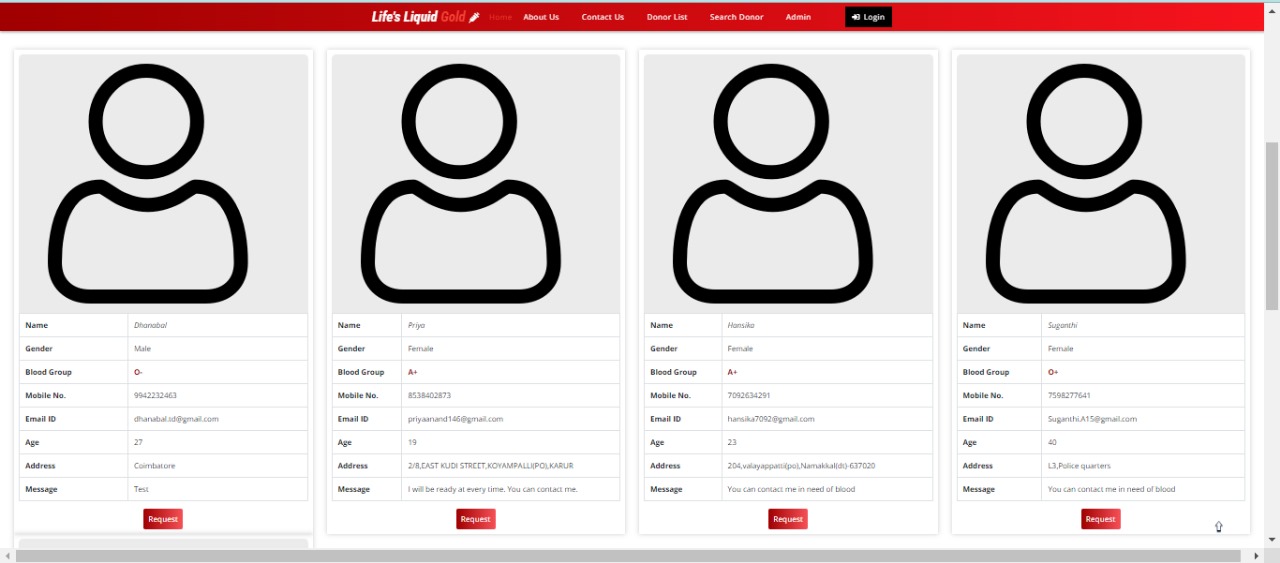 Life's Liquid Gold Home About Us Contact Us Donor List Search Donor Admin Login
Name Dhanabal
Gender Male
Blood Group O-
Mobile No. 9942232463
Email ID dhanabal.td@gmail.com
Age 27
Address Coimbatore
Message Test
Request
Name Priya
Gender Female
Blood Group A+
Mobile No. 8538402873
Email ID priyaanand146@gmail.com
Age 19
Address 2/8,EAST KUDI STREET,KOYAMPALLI(PO),KARUR
Message I will be ready at every time. You can contact me.
Request
Name Hansika
Gender Female
Blood Group A+
Mobile No. 7092634291
Email ID hansika7092@gmail.com
Age 23
Address 204,valayappatti(po),Namakkal(dt)-637020
Message You can contact me in need of blood
Request
Name Suganthi
Gender Female
Blood Group O+
Mobile No. 7598277641
Email ID Suganthi.A15@gmail.com
Age 40
Address L3,Police quarters
Message You can contact me in need of blood
Request